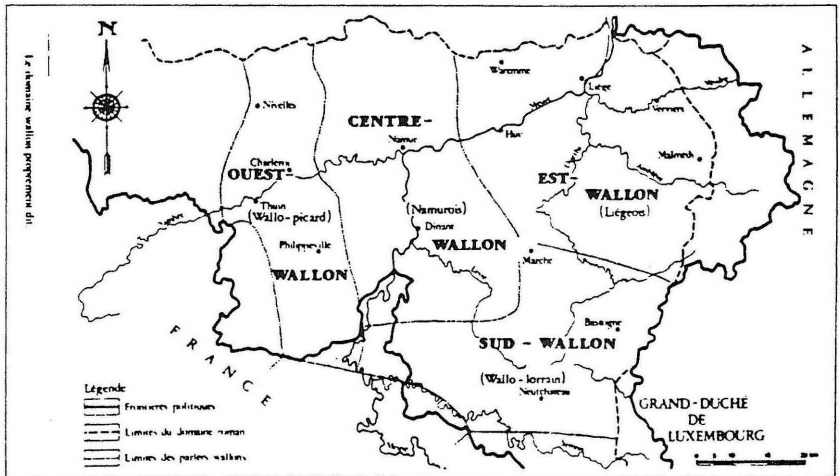 Le domaine wallon proprement dit
N
ALLEMAGNE
Waremme
Liège
Nivelles
CENTRE-
Meuse
Huy
Verviers
Namur
Malmedy
Charleroi
OUEST-
EST-
WALLON
(Liégeois)
Thuin
(Wallo-picard)
(Namurois)
Dinant
WALLON
Philippeville
WALLON
Marche
FRANCE
Bastogne
SUD-WALLON
(Wallo-lorrain)
Neufchâteau
Légende
Frontières politiques
Limites du domaine roman
Limites des parlers wallons
GRAND-DUCHÉ
DE
LUXEMBOURG